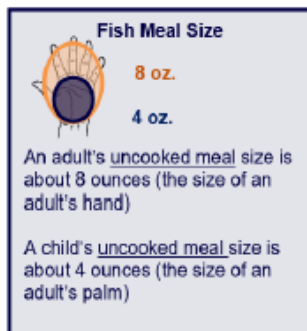 Fish Meal Size
8 oz.
4 oz.
An adult's uncooked meal size is
about 8 ounces (the size of an
adult's hand)
A child's uncooked meal size is
about 4 ounces (the size of an
adult's palm)